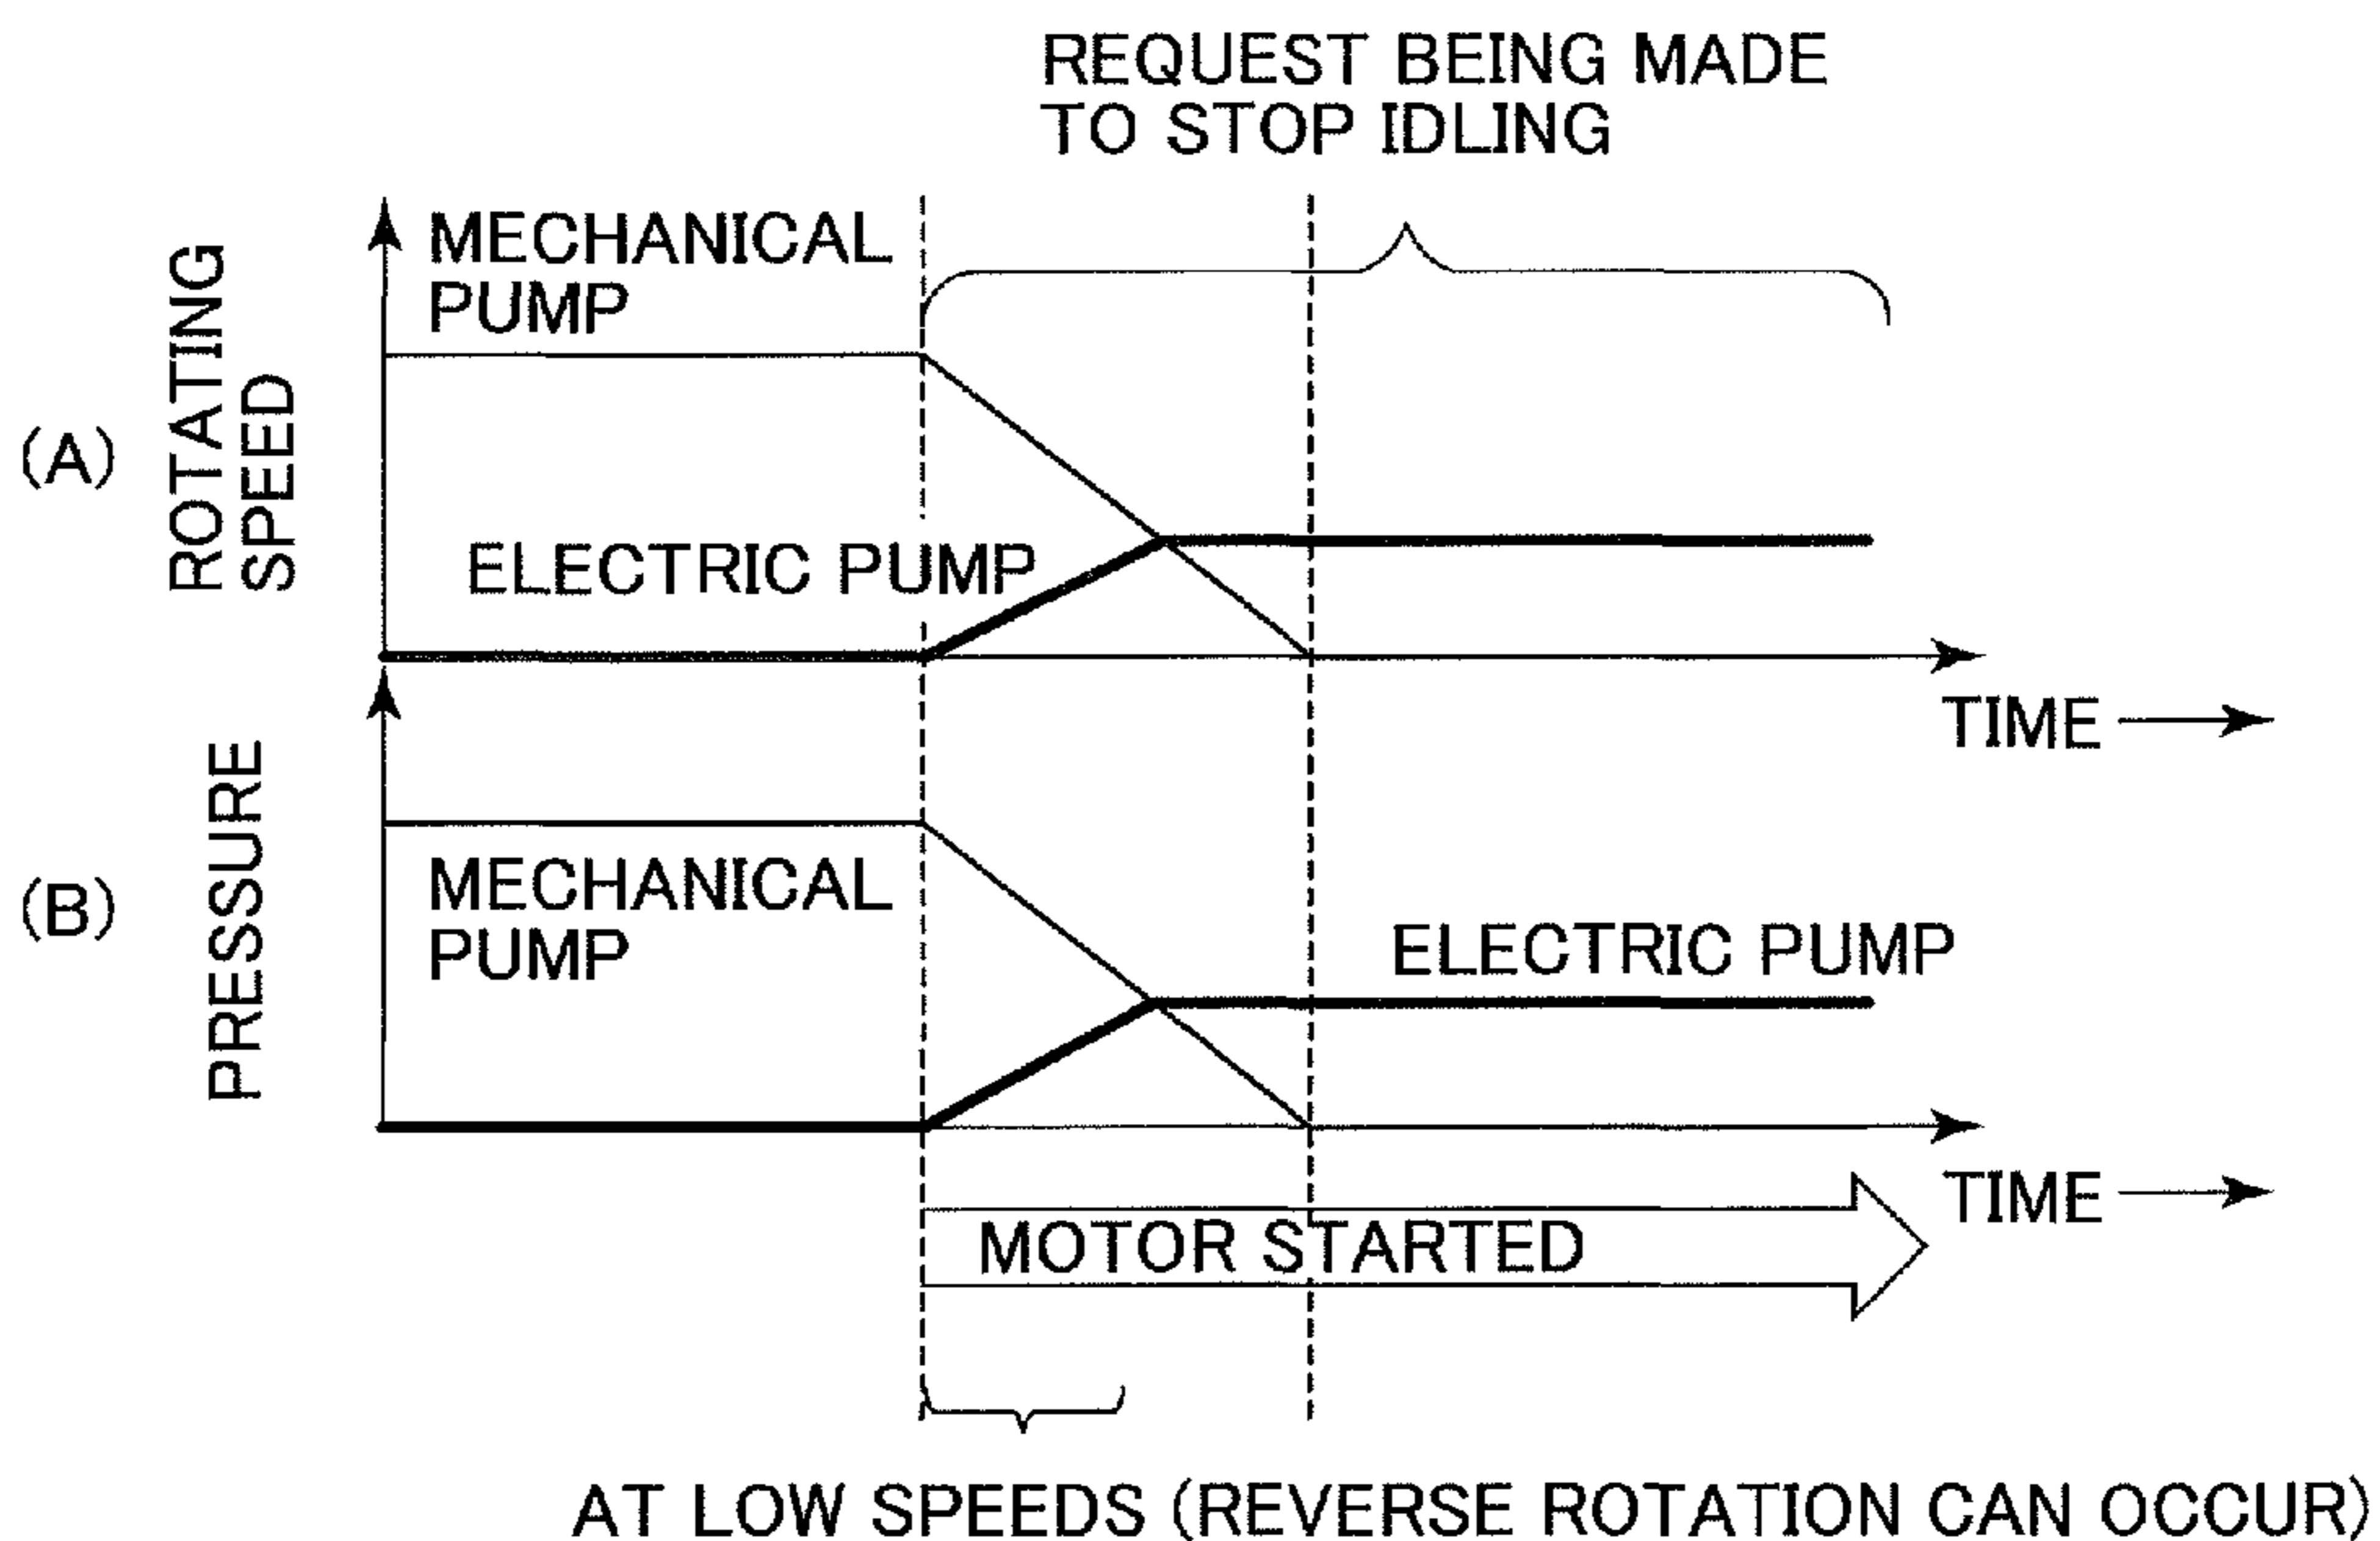 REQUEST BEING MADE
TO STOP IDLING
(A)
ROTATING
SPEED
MECHANICAL
PUMP
ELECTRIC PUMP
TIME
(B)
PRESSURE
MECHANICAL
PUMP
ELECTRIC PUMP
TIME
MOTOR STARTED
AT LOW SPEEDS (REVERSE ROTATION CAN OCCUR)